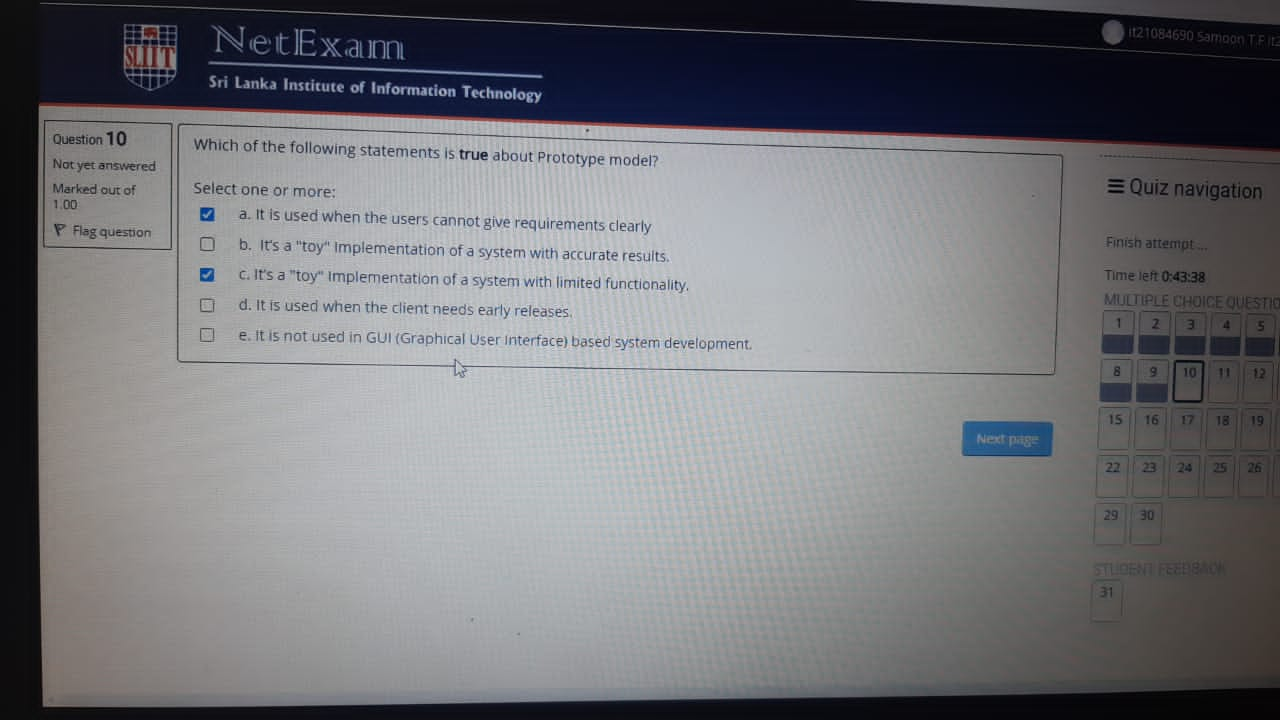 SLIIT
NetExam
Sri Lanka Institute of Information Technology
it21084690 Samoon T.F it2
Question 10
Not yet answered
Marked out of
1.00
Flag question
Which of the following statements is true about Prototype model?
Select one or more:
a. It is used when the users cannot give requirements clearly
b. It's a "toy" Implementation of a system with accurate results.
c. It's a "toy" Implementation of a system with limited functionality.
d. It is used when the client needs early releases.
e. It is not used in GUI (Graphical User Interface) based system development.
Next page
Quiz navigation
Finish attempt ...
Time left 0:43:38
MULTIPLE CHOICE QUESTIO
1 2 3 4 5
8 9 10 11 12
15 16 17 18 19
22 23 24 25 26
29 30
STUDENT FEEDBACK
31